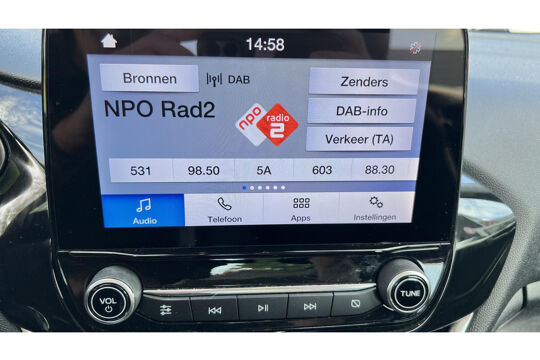 14:58
Bronnen DAB Zenders
NPO Rad2 npo radio 2 DAB-info
Verkeer (TA)
531 98.50 5A 603 88.30
Audio Telefoon Apps Instellingen
VOL TUNE